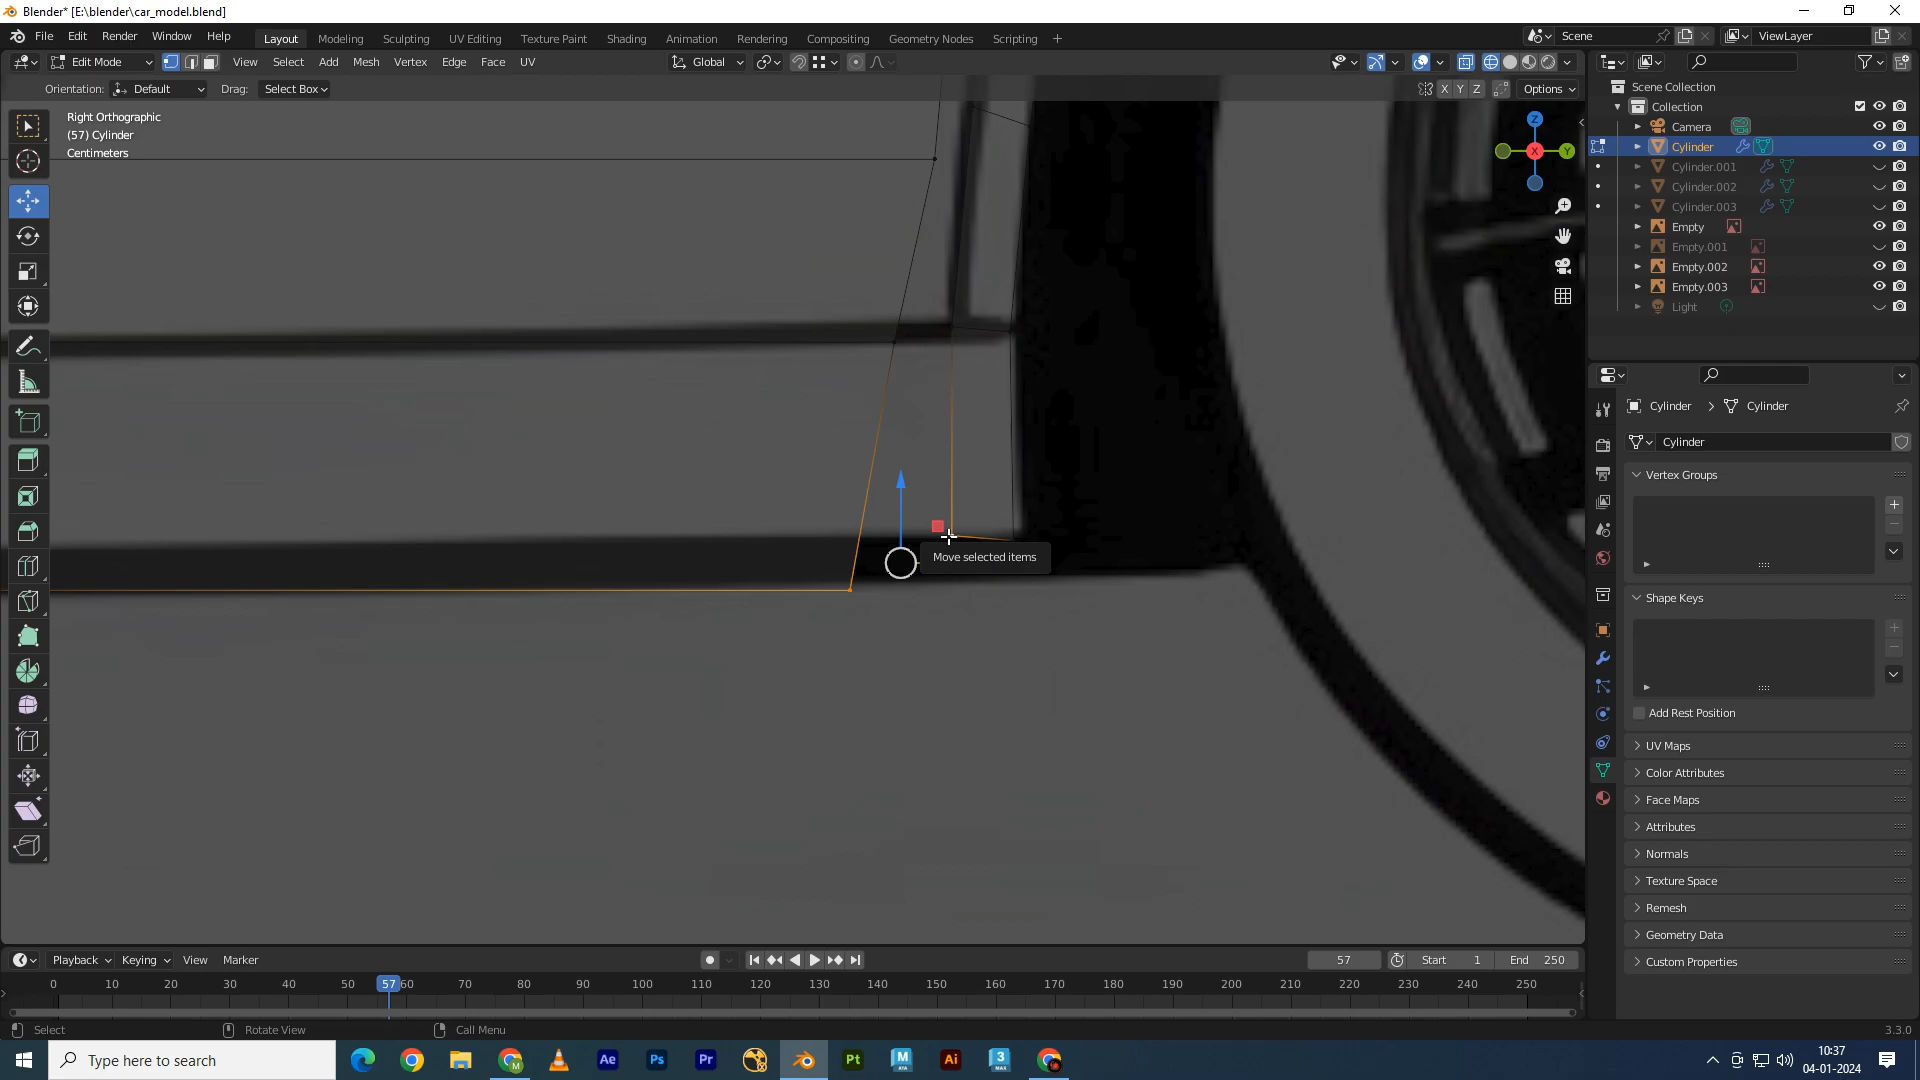 Blender* [E:\blender\car_model.blend]
File Edit Render Window Help Layout Modeling Sculpting UV Editing Texture Paint Shading Animation Rendering Compositing Geometry Nodes Scripting + Scene ViewLayer
Edit Mode View Select Add Mesh Vertex Edge Face UV Global
Orientation: Default Drag: Select Box X Y Z Options
Right Orthographic
(57) Cylinder
Centimeters
Z
X
Y
Move selected items
Scene Collection
Collection
Camera
Cylinder
Cylinder.001
Cylinder.002
Cylinder.003
Empty
Empty.001
Empty.002
Empty.003
Light
Cylinder > Cylinder
Cylinder
Vertex Groups
Shape Keys
Add Rest Position
UV Maps
Color Attributes
Face Maps
Attributes
Normals
Texture Space
Remesh
Geometry Data
Custom Properties
Playback Keying View Marker 57 Start 1 End 250
0 10 20 30 40 50 57 60 70 80 90 100 110 120 130 140 150 160 170 180 190 200 210 220 230 240 250
Select Rotate View Call Menu 3.3.0
Type here to search Ae Ps Pr Pt M Ai 3 10:37
04-01-2024